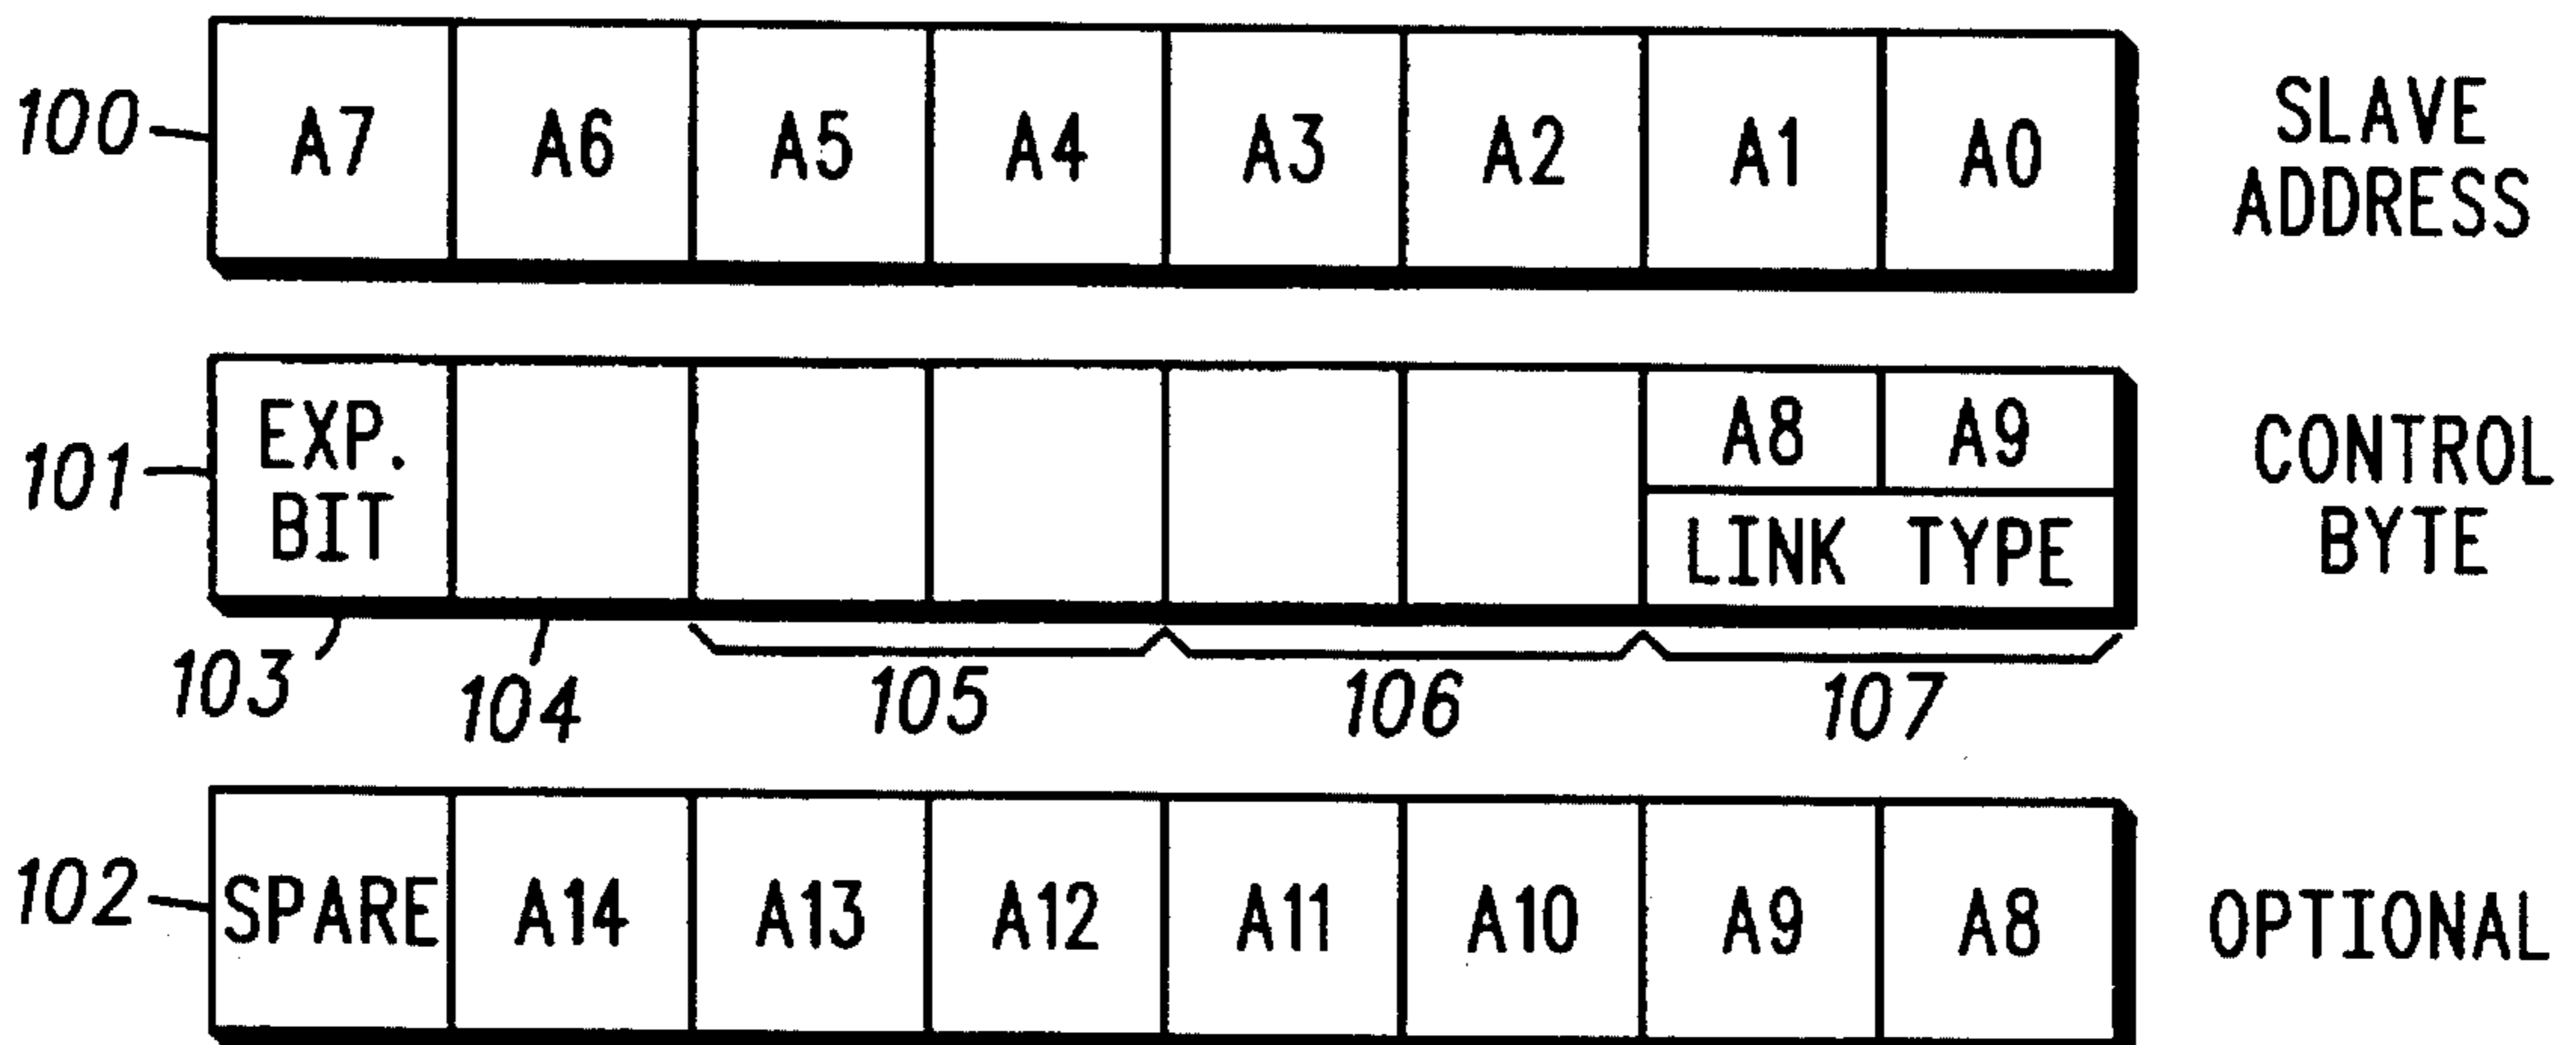 100 A7 A6 A5 A4 A3 A2 A1 A0 SLAVE ADDRESS
101 EXP. BIT A8 A9 LINK TYPE CONTROL BYTE
103 104 105 106 107
102 SPARE A14 A13 A12 A11 A10 A9 A8 OPTIONAL